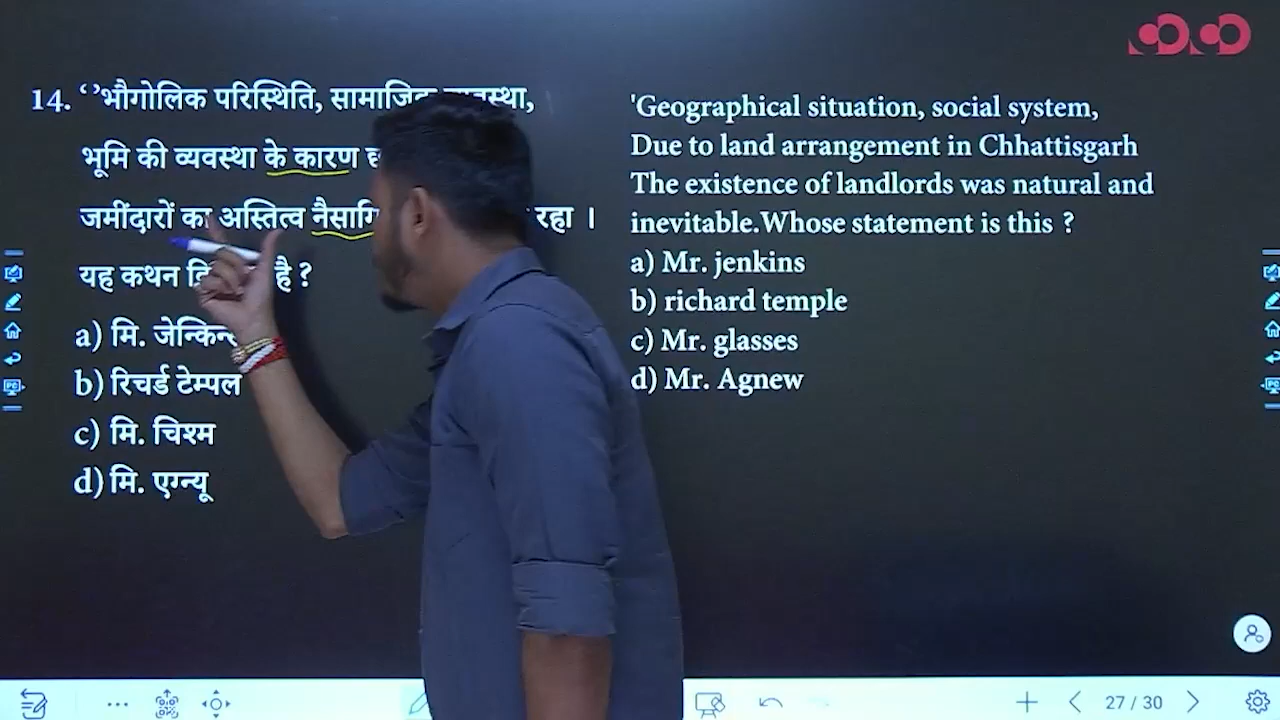 14. ‘’भौगोलिक परिस्थिति, सामाजिक
भूमि की व्यवस्था के कारण
जमींदारों का अस्तित्व रहा ।
यह कथन है ?
a) मि.
b) रिचर्ड टेम्पल
c) मि. चिश्म
d) मि. एग्न्यू
'Geographical situation, social system,
Due to land arrangement in Chhattisgarh
The existence of landlords was natural and
inevitable.Whose statement is this ?
a) Mr. jenkins
b) richard temple
c) Mr. glasses
d) Mr. Agnew
27 / 30